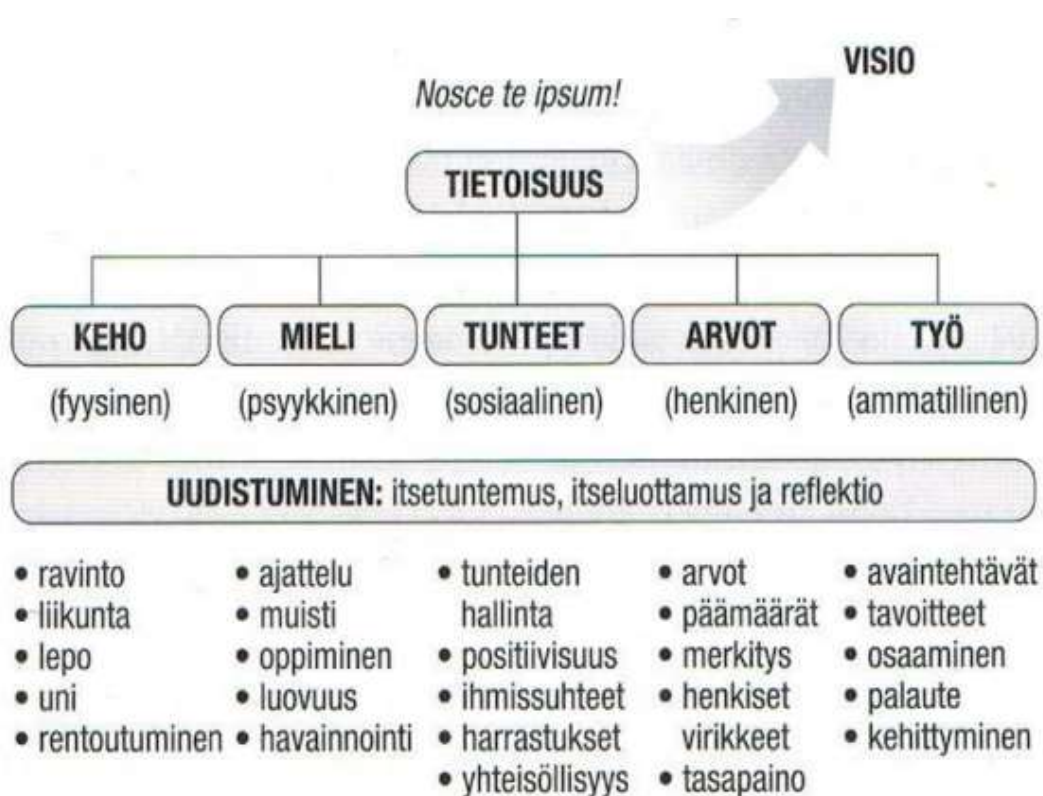 VISIO
Nosce te ipsum!
TIETOISUUS
KEHO
MIELI
TUNTEET
ARVOT
TYÖ
(fyysinen)
(psyykkinen)
(sosiaalinen)
(henkinen)
(ammatillinen)
UUDISTUMINEN: itsetuntemus, itseluottamus ja reflektio
• ravinto
• liikunta
• lepo
• uni
• rentoutuminen
• ajattelu
• muisti
• oppiminen
• luovuus
• havainnointi
• tunteiden
hallinta
• positiivisuus
• ihmissuhteet
• harrastukset
• yhteisöllisyys
• arvot
• päämäärät
• merkitys
• henkiset
virikkeet
• tasapaino
• avaintehtävät
• tavoitteet
• osaaminen
• palaute
• kehittyminen